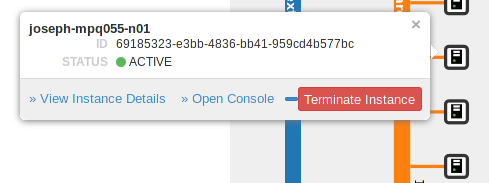 joseph-mpq055-n01
×
ID 69185323-e3bb-4836-bb41-959cd4b577bc
STATUS ACTIVE
» View Instance Details » Open Console Terminate Instance